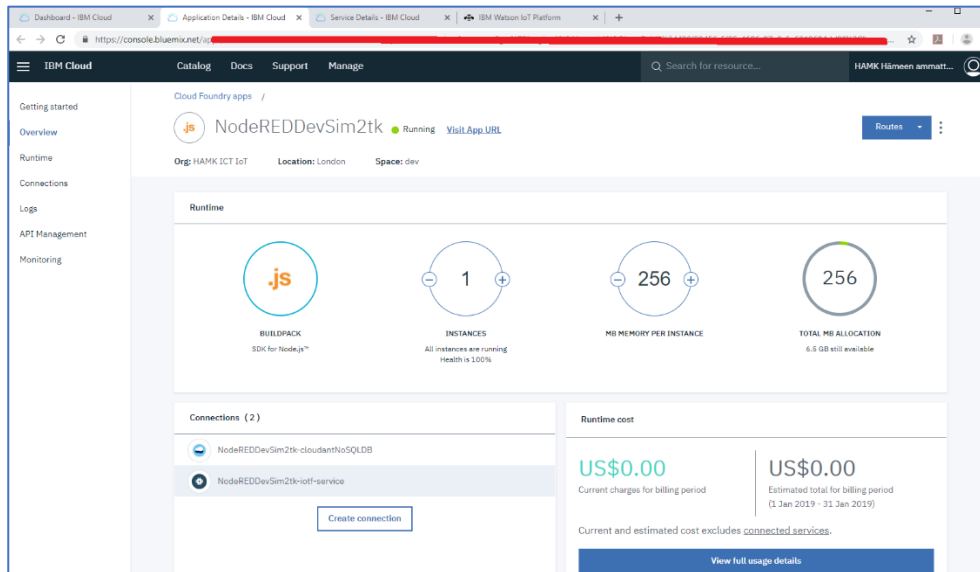 Dashboard - IBM Cloud
Application Details - IBM Cloud
Service Details - IBM Cloud
IBM Watson IoT Platform
https://console.bluemix.net/ap
IBM Cloud
Catalog Docs Support Manage
Search for resource...
HAMK Hämeen ammatt...
Getting started
Overview
Runtime
Connections
Logs
API Management
Monitoring
Cloud Foundry apps /
.js
NodeREDDevSim2tk
Running
Visit App URL
Routes
Org: HAMK ICT IoT Location: London Space: dev
Runtime
.js
BUILDPACK
SDK for Node.js™
1
INSTANCES
All instances are running
Health is 100%
256
MB MEMORY PER INSTANCE
256
TOTAL MB ALLOCATION
6.5 GB still available
Connections (2)
NodeREDDevSim2tk-cloudantNoSQLDB
NodeREDDevSim2tk-iotf-service
Create connection
Runtime cost
US$0.00
Current charges for billing period
US$0.00
Estimated total for billing period
(1 Jan 2019 - 31 Jan 2019)
Current and estimated cost excludes connected services.
View full usage details